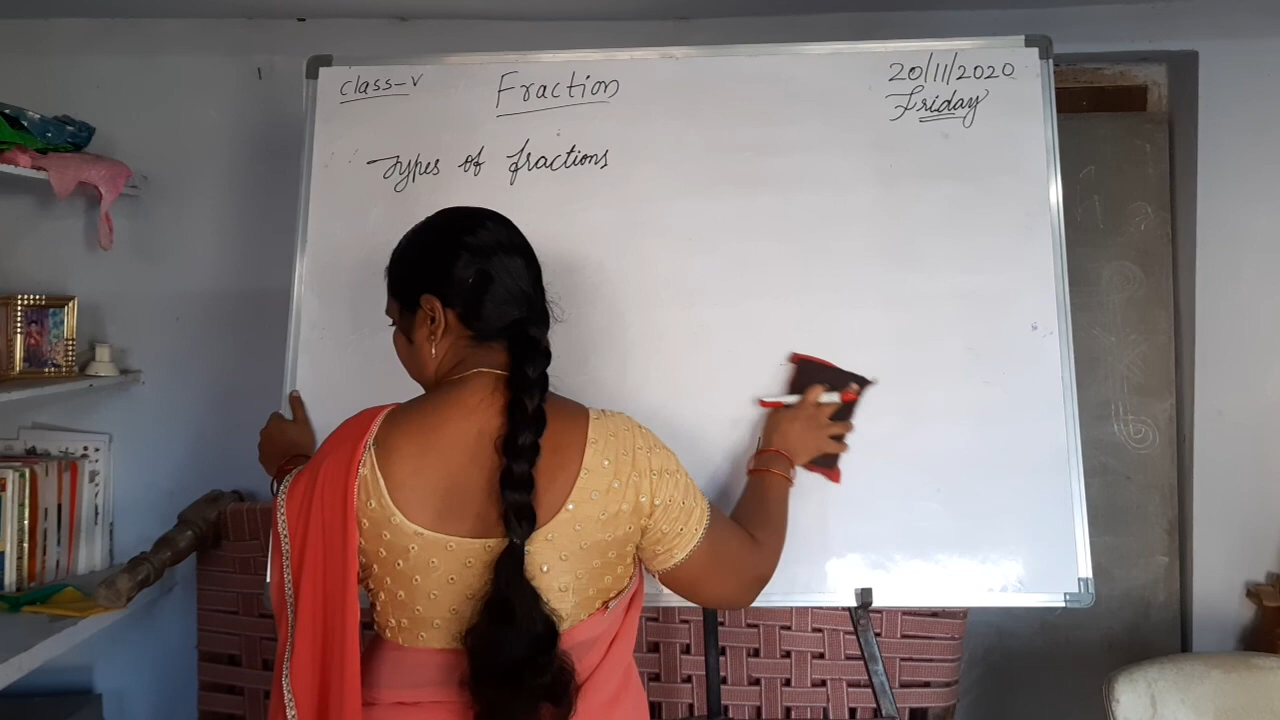 Class-V
Fraction
20/11/2020
Friday
Types of fractions